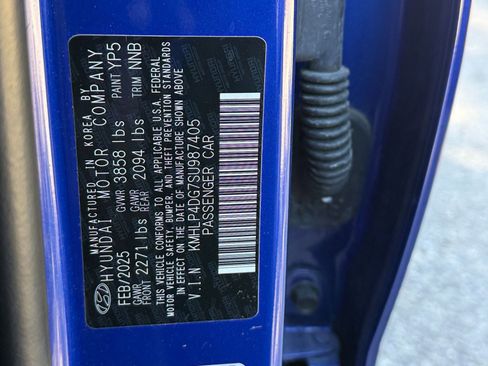 MANUFACTURED IN KOREA BY
HYUNDAI MOTOR COMPANY
FEB/2025 GVWR 3858 lbs PAINT YP5
GAWR FRONT 2271 lbs GAWR REAR 2094 lbs TRIM NNB
THIS VEHICLE CONFORMS TO ALL APPLICABLE U.S.A. FEDERAL
MOTOR VEHICLE SAFETY, BUMPER, AND THEFT PREVENTION STANDARDS
IN EFFECT ON THE DATE OF MANUFACTURE SHOWN ABOVE
V.I.N KMHLP4DG7SU987405
PASSENGER CAR